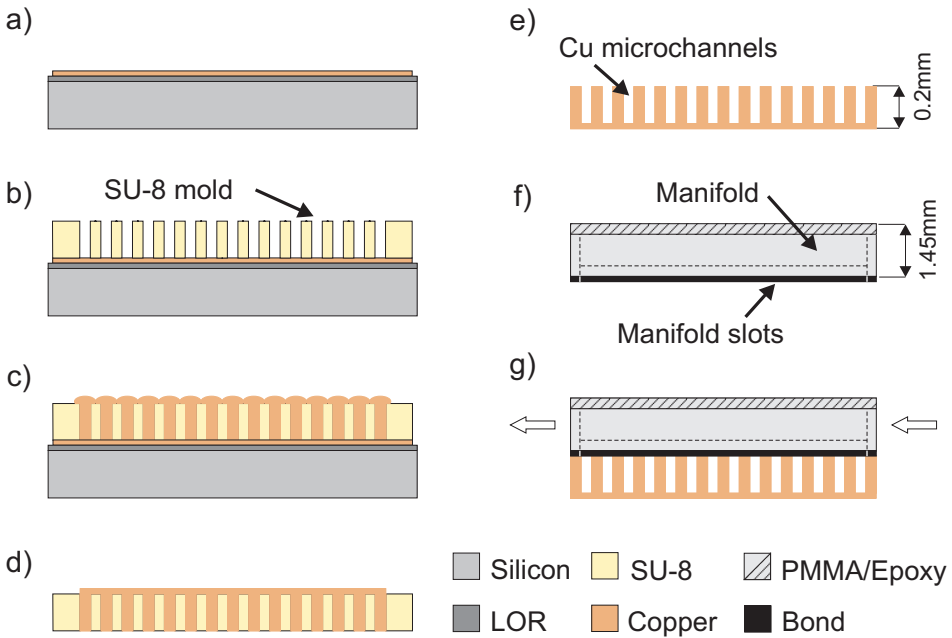 a)
b)
SU-8 mold
c)
d)
e)
Cu microchannels
0.2mm
f)
Manifold
1.45mm
Manifold slots
g)
Silicon
SU-8
PMMA/Epoxy
LOR
Copper
Bond